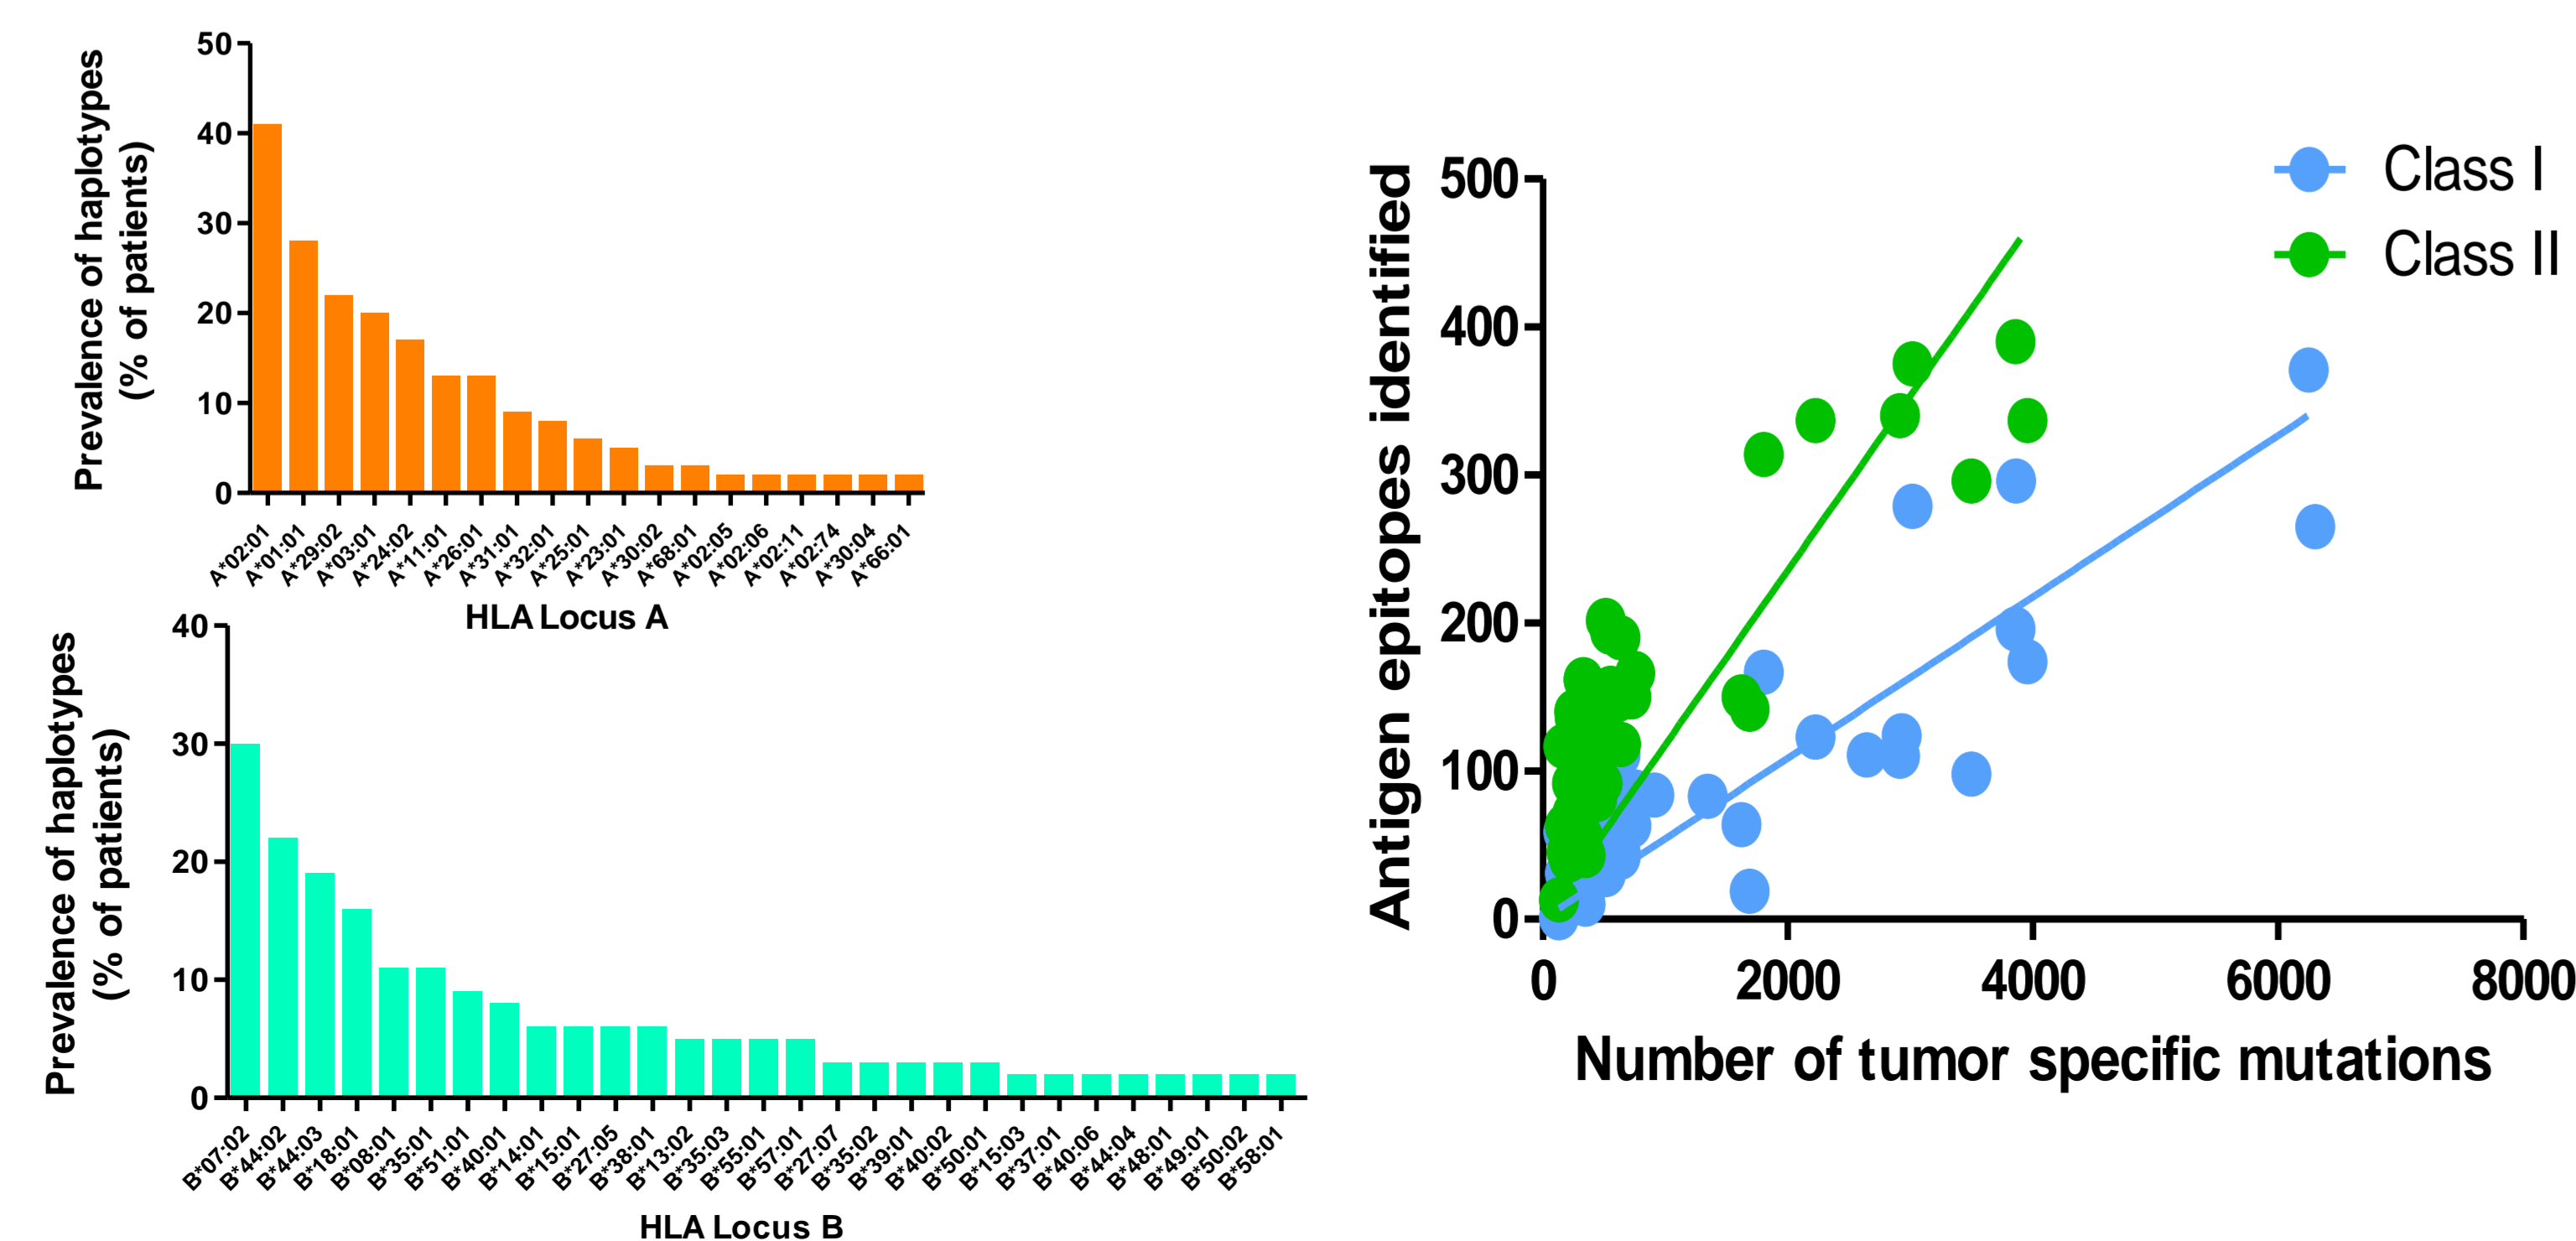 Prevalence of haplotypes
(% of patients)
50
40
30
20
10
0
A*02:01
A*01:01
A*29:02
A*03:01
A*24:02
A*11:01
A*26:01
A*31:01
A*32:01
A*25:01
A*23:01
A*30:02
A*68:01
A*02:05
A*02:06
A*02:11
A*02:74
A*30:04
A*66:01
HLA Locus A
Prevalence of haplotypes
(% of patients)
40
30
20
10
0
B*07:02
B*44:02
B*44:03
B*18:01
B*08:01
B*35:01
B*51:01
B*40:01
B*14:01
B*15:01
B*27:05
B*38:01
B*13:02
B*35:03
B*55:01
B*57:01
B*27:07
B*35:02
B*39:01
B*40:02
B*50:01
B*15:03
B*37:01
B*40:06
B*44:04
B*48:01
B*49:01
B*50:02
B*58:01
HLA Locus B
Antigen epitopes identified
500
400
300
200
100
0
0 2000 4000 6000 8000
Number of tumor specific mutations
Class I
Class II